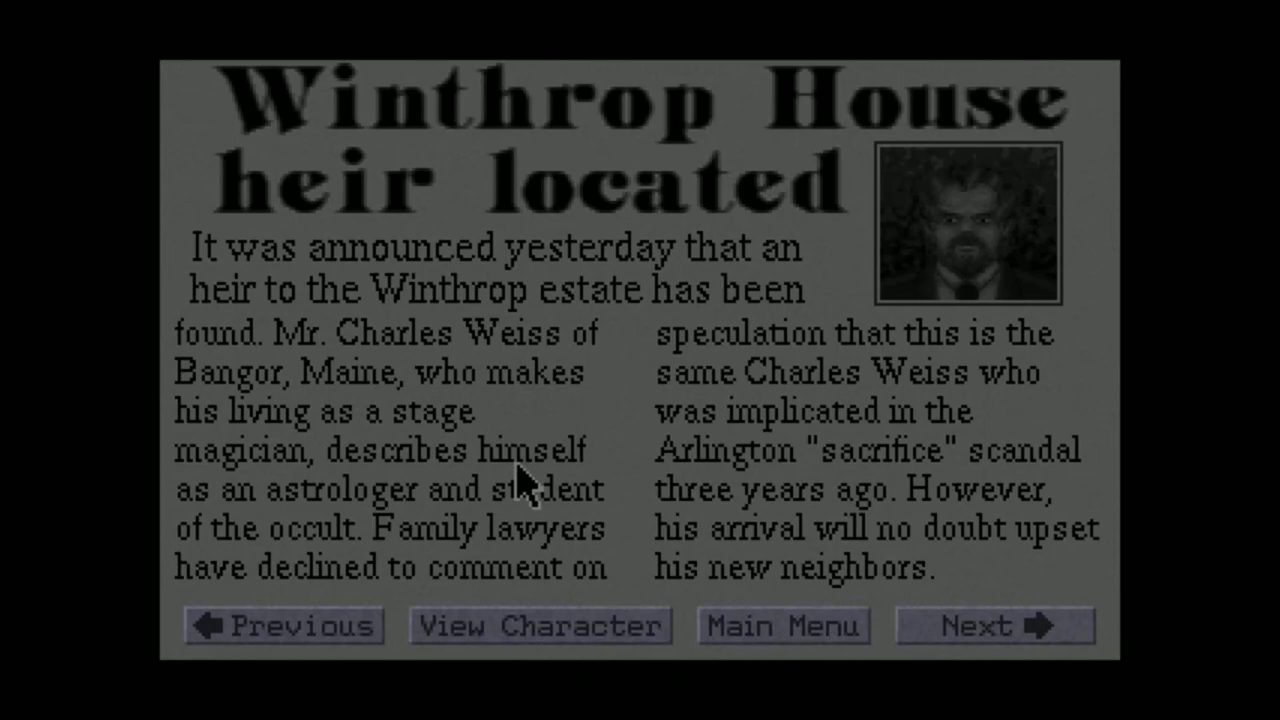 Winthrop House
heir located
It was announced yesterday that an
heir to the Winthrop estate has been
found. Mr. Charles Weiss of
Bangor, Maine, who makes
his living as a stage
magician, describes himself
as an astrologer and student
of the occult. Family lawyers
have declined to comment on
speculation that this is the
same Charles Weiss who
was implicated in the
Arlington "sacrifice" scandal
three years ago. However,
his arrival will no doubt upset
his new neighbors.
Previous
View Character
Main Menu
Next